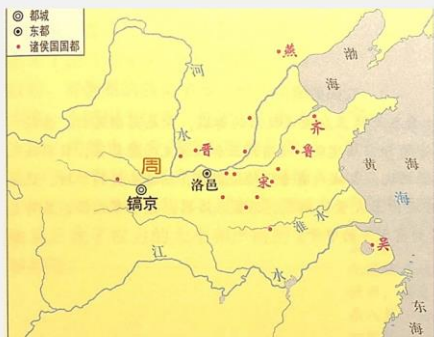 都城
东都
诸侯国国都
燕
渤
海
河
水
齐
鲁
晋
周
洛邑
宋
镐京
黄
海
海
淮水
吴
江
水
东
海